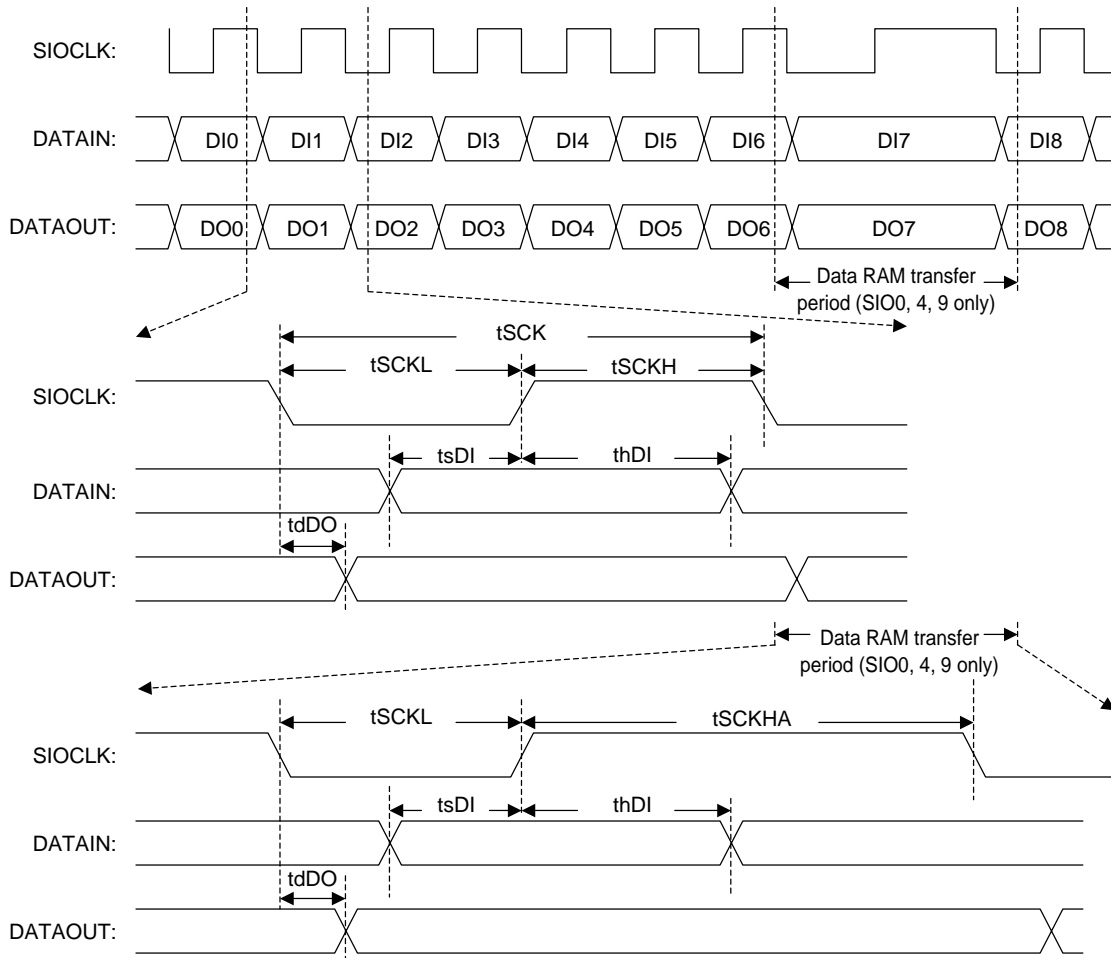 SIOCLK:
DATAIN: DI0 DI1 DI2 DI3 DI4 DI5 DI6 DI7 DI8
DATAOUT: DO0 DO1 DO2 DO3 DO4 DO5 DO6 DO7 DO8
Data RAM transfer
period (SIO0, 4, 9 only)
tSCK
tSCKL tSCKH
SIOCLK:
tsDI thDI
DATAIN:
tdDO
DATAOUT:
Data RAM transfer
period (SIO0, 4, 9 only)
tSCKL tSCKHA
SIOCLK:
tsDI thDI
DATAIN:
tdDO
DATAOUT: